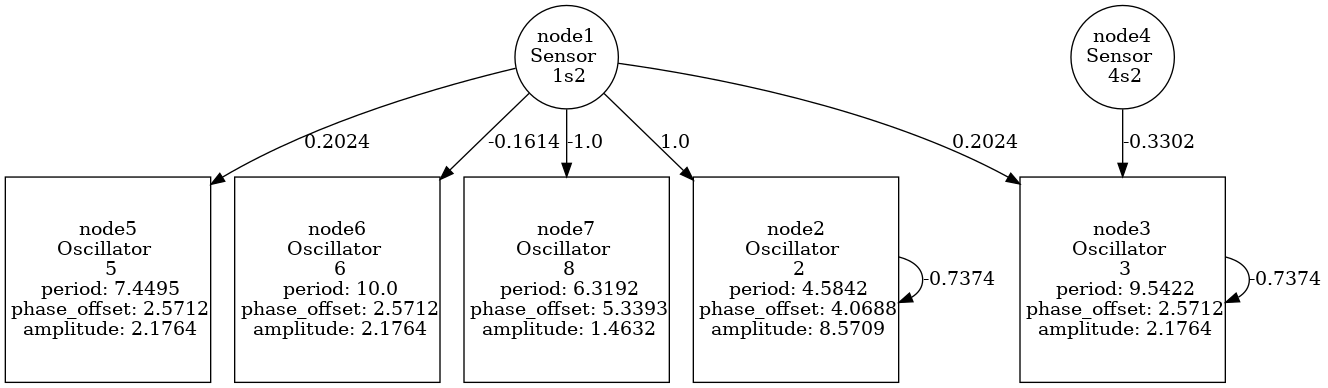 node1
Sensor
1s2
node4
Sensor
4s2
0.2024
-0.1614
-1.0
1.0
0.2024
-0.3302
node5
Oscillator
5
period: 7.4495
phase_offset: 2.5712
amplitude: 2.1764
node6
Oscillator
6
period: 10.0
phase_offset: 2.5712
amplitude: 2.1764
node7
Oscillator
8
period: 6.3192
phase_offset: 5.3393
amplitude: 1.4632
node2
Oscillator
2
period: 4.5842
phase_offset: 4.0688
amplitude: 8.5709
-0.7374
node3
Oscillator
3
period: 9.5422
phase_offset: 2.5712
amplitude: 2.1764
-0.7374